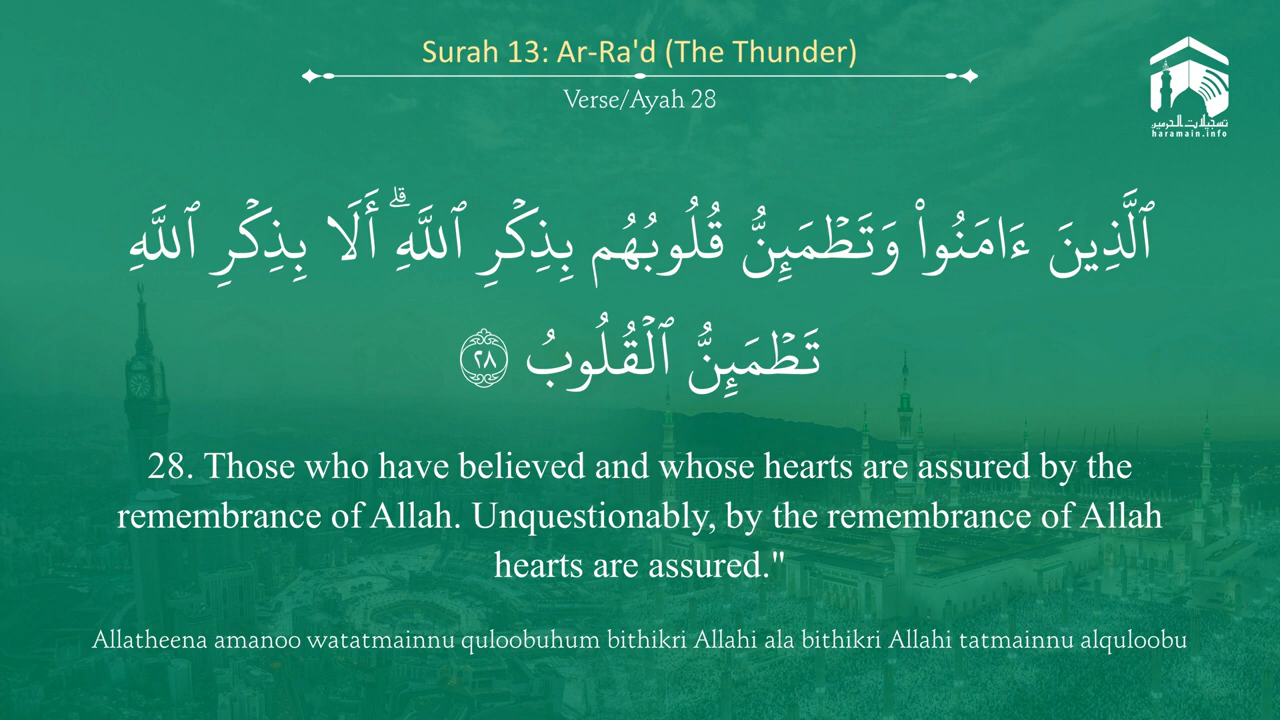 Surah 13: Ar-Ra'd (The Thunder)
Verse/Ayah 28
تسجيلات الحرمين
haramain.info
ٱلَّذِينَ ءَامَنُوا۟ وَتَطْمَئِنُّ قُلُوبُهُم بِذِكْرِ ٱللَّهِ ۗ أَلَا بِذِكْرِ ٱللَّهِ
تَطْمَئِنُّ ٱلْقُلُوبُ ٢٨
28. Those who have believed and whose hearts are assured by the
remembrance of Allah. Unquestionably, by the remembrance of Allah
hearts are assured."
Allatheena amanoo watatmainnu quloobuhum bithikri Allahi ala bithikri Allahi tatmainnu alquloobu